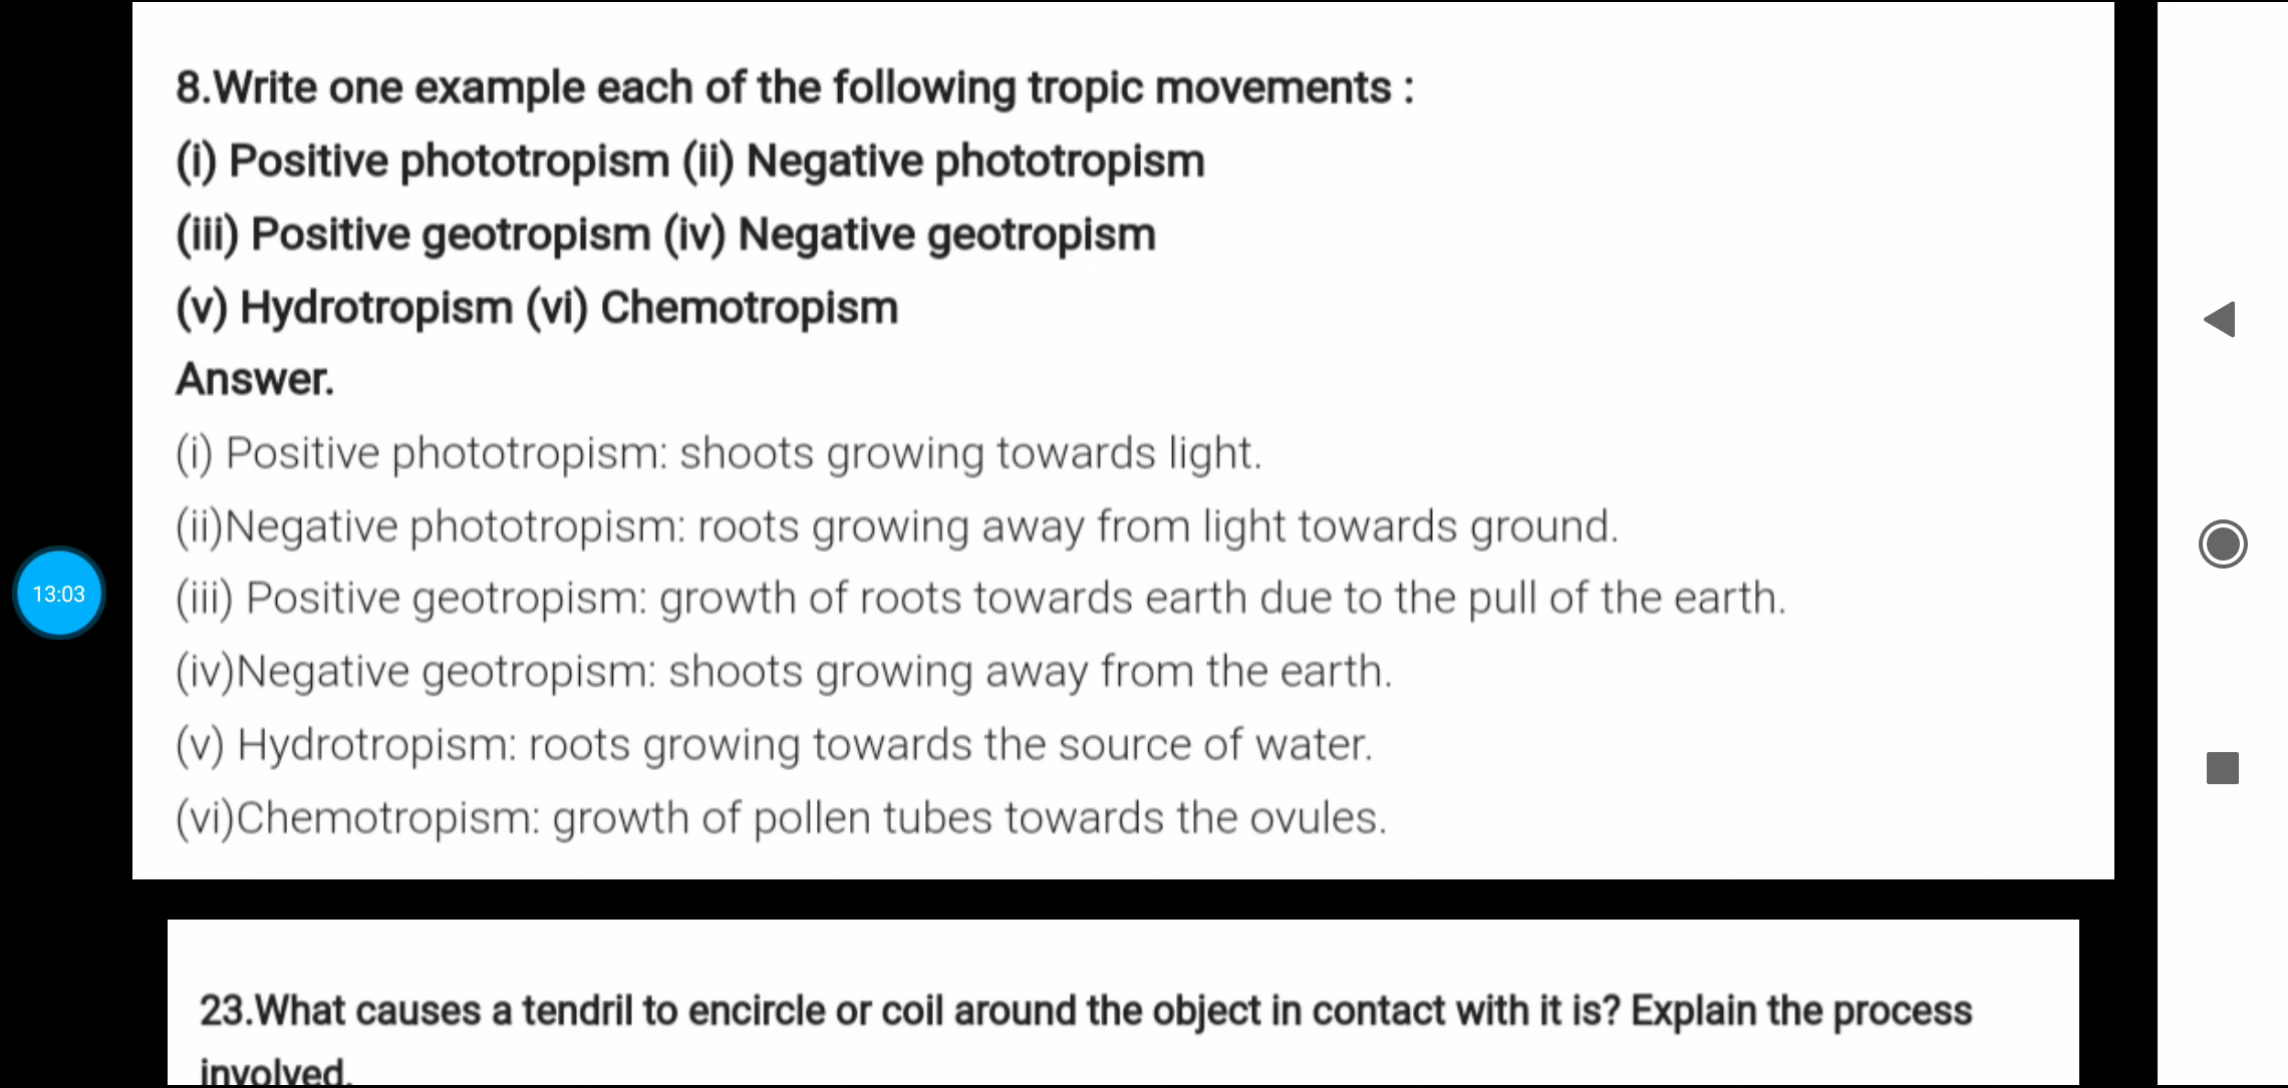 8.Write one example each of the following tropic movements :
(i) Positive phototropism (ii) Negative phototropism
(iii) Positive geotropism (iv) Negative geotropism
(v) Hydrotropism (vi) Chemotropism
Answer.
(i) Positive phototropism: shoots growing towards light.
(ii)Negative phototropism: roots growing away from light towards ground.
(iii) Positive geotropism: growth of roots towards earth due to the pull of the earth.
(iv)Negative geotropism: shoots growing away from the earth.
(v) Hydrotropism: roots growing towards the source of water.
(vi)Chemotropism: growth of pollen tubes towards the ovules.
13:03
23.What causes a tendril to encircle or coil around the object in contact with it is? Explain the process
involved.